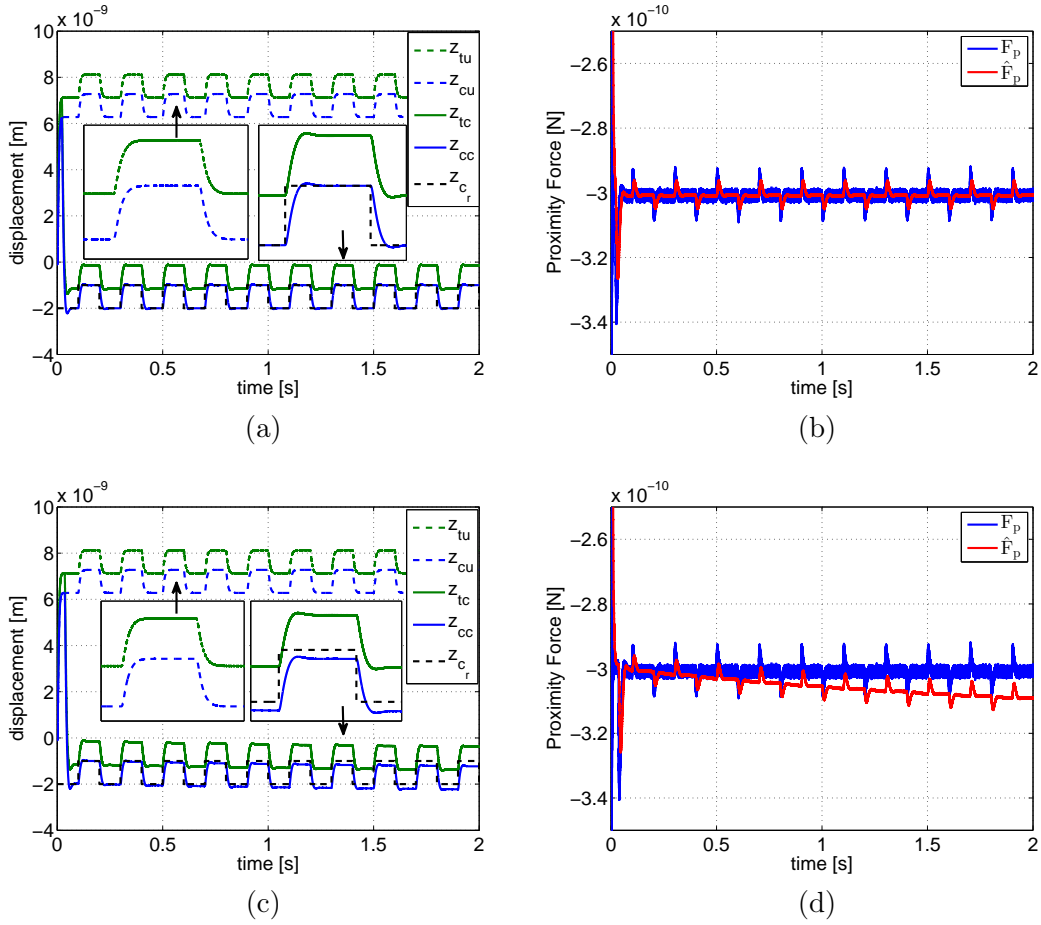 x 10⁻⁹
10
8
6
4
2
0
−2
−4
0
0.5
1
1.5
2
displacement [m]
time [s]
z_tu
z_cu
z_tc
z_cc
z_c_r
(a)
x 10⁻¹⁰
−2.6
−2.8
−3
−3.2
−3.4
0
0.5
1
1.5
2
Proximity Force [N]
time [s]
F_p
F̂_p
(b)
x 10⁻⁹
10
8
6
4
2
0
−2
−4
0
0.5
1
1.5
2
displacement [m]
time [s]
z_tu
z_cu
z_tc
z_cc
z_c_r
(c)
x 10⁻¹⁰
−2.6
−2.8
−3
−3.2
−3.4
0
0.5
1
1.5
2
Proximity Force [N]
time [s]
F_p
F̂_p
(d)